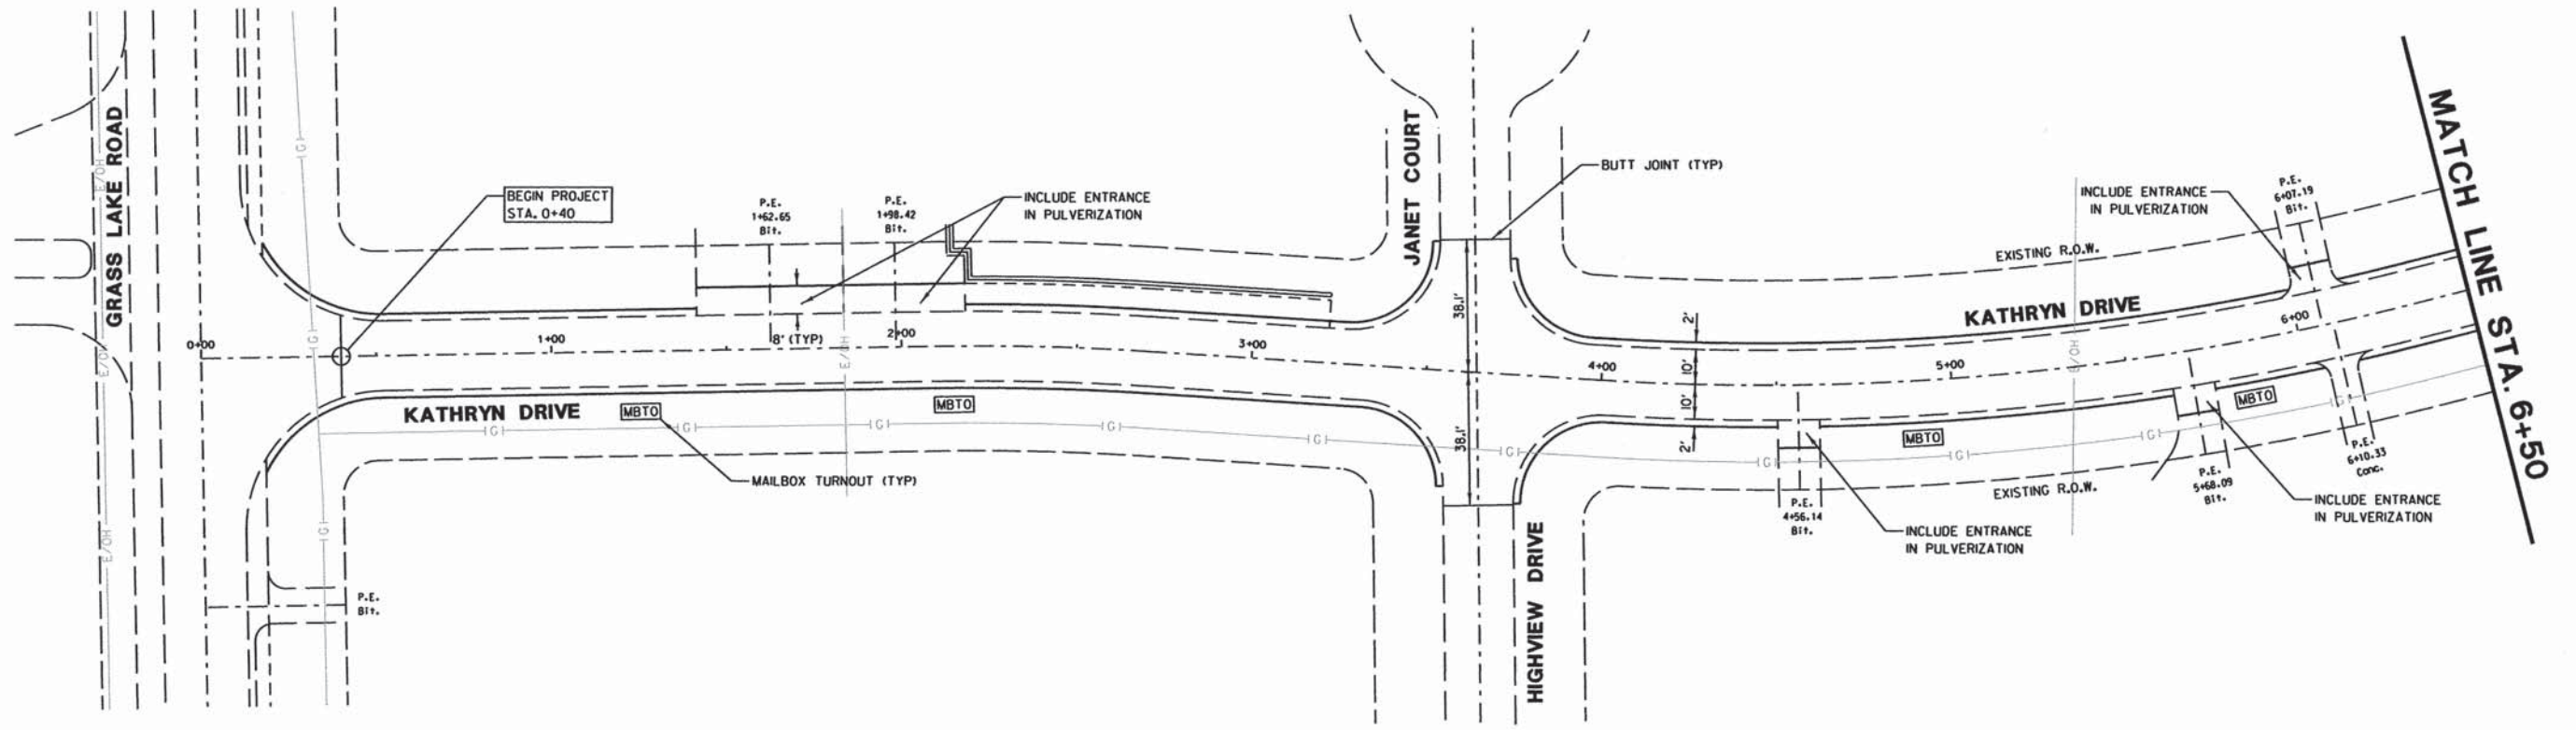 GRASS LAKE ROAD
E/OH
E/OH
E/OH
G
G
G
0+00
BEGIN PROJECT
STA. 0+40
1+00
P.E.
1+62.65
Bit.
P.E.
1+98.42
Bit.
INCLUDE ENTRANCE
IN PULVERIZATION
8' (TYP)
E/OH
2+00
3+00
KATHRYN DRIVE
MBTO
MBTO
G
G
G
G
G
G
G
G
G
G
MAILBOX TURNOUT (TYP)
P.E.
Bit.
JANET COURT
BUTT JOINT (TYP)
38.1'
38.1'
HIGHVIEW DRIVE
4+00
2'
10'
10'
2'
P.E.
4+56.14
Bit.
INCLUDE ENTRANCE
IN PULVERIZATION
MBTO
EXISTING R.O.W.
KATHRYN DRIVE
5+00
E/OH
EXISTING R.O.W.
INCLUDE ENTRANCE
IN PULVERIZATION
P.E.
6+07.19
Bit.
6+00
MBTO
P.E.
5+68.09
Bit.
P.E.
6+10.33
Conc.
INCLUDE ENTRANCE
IN PULVERIZATION
MATCH LINE STA. 6+50